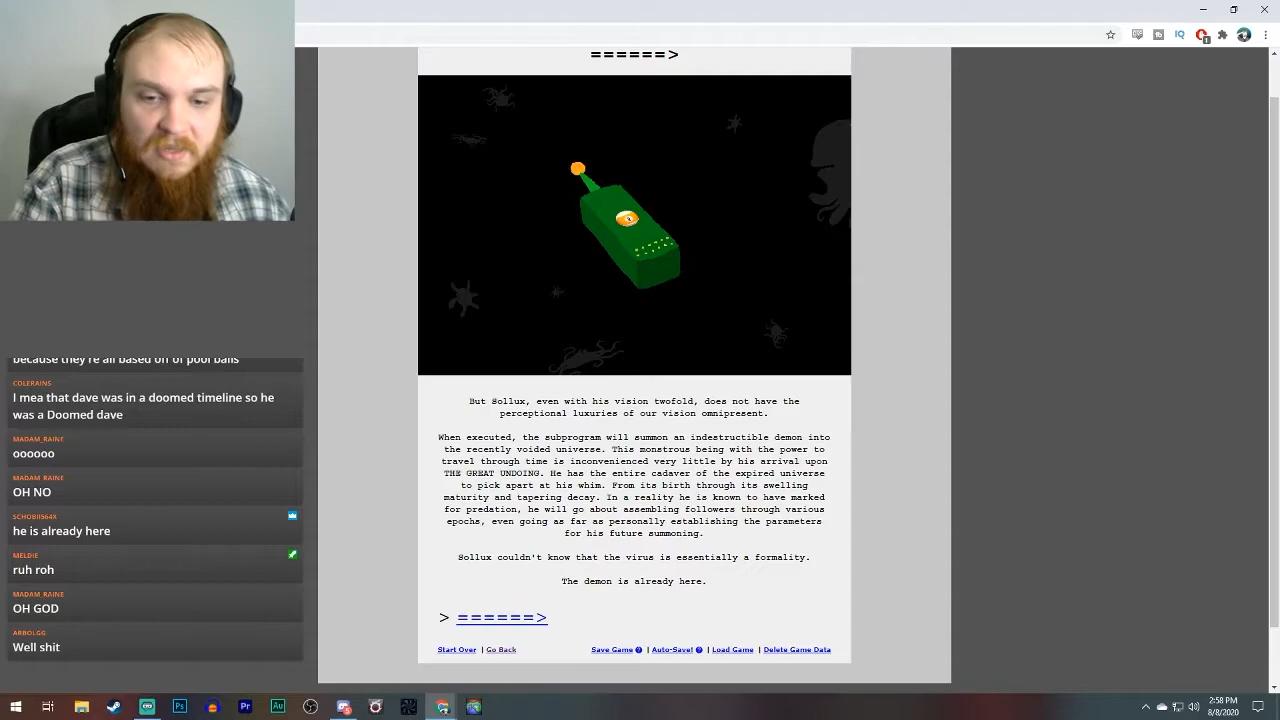 ======>
because they're all based off of pool balls
COLERAINS
I mea that dave was in a doomed timeline so he
was a Doomed dave
MADAM_RAINE
oooooo
MADAM_RAINE
OH NO
SCHOBII564X
he is already here
MELDIE
ruh roh
MADAM_RAINE
OH GOD
ARBOLGG
Well shit
But Sollux, even with his vision twofold, does not have the
perceptional luxuries of our vision omnipresent.
When executed, the subprogram will summon an indestructible demon into
the recently voided universe. This monstrous being with the power to
travel through time is inconvenienced very little by his arrival upon
THE GREAT UNDOING. He has the entire cadaver of the expired universe
to pick apart at his whim. From its birth through its swelling
maturity and tapering decay. In a reality he is known to have marked
for predation, he will go about assembling followers through various
epochs, even going as far as personally establishing the parameters
for his future summoning.
Sollux couldn't know that the virus is essentially a formality.
The demon is already here.
> ======>
Start Over | Go Back Save Game ? | Auto-Save! ? | Load Game | Delete Game Data
2:58 PM
8/8/2020